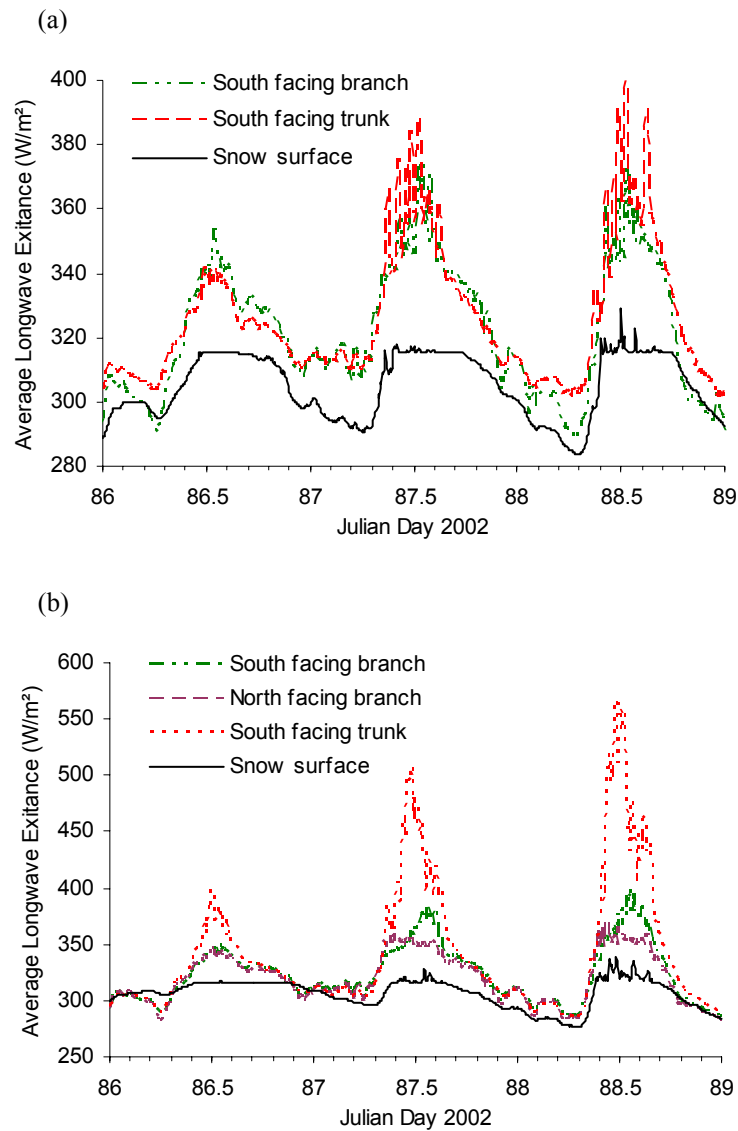 (a)
Average Longwave Exitance (W/m²)
400
380
360
340
320
300
280
South facing branch
South facing trunk
Snow surface
86
86.5
87
87.5
88
88.5
89
Julian Day 2002
(b)
Average Longwave Exitance (W/m²)
600
550
500
450
400
350
300
250
South facing branch
North facing branch
South facing trunk
Snow surface
86
86.5
87
87.5
88
88.5
89
Julian Day 2002